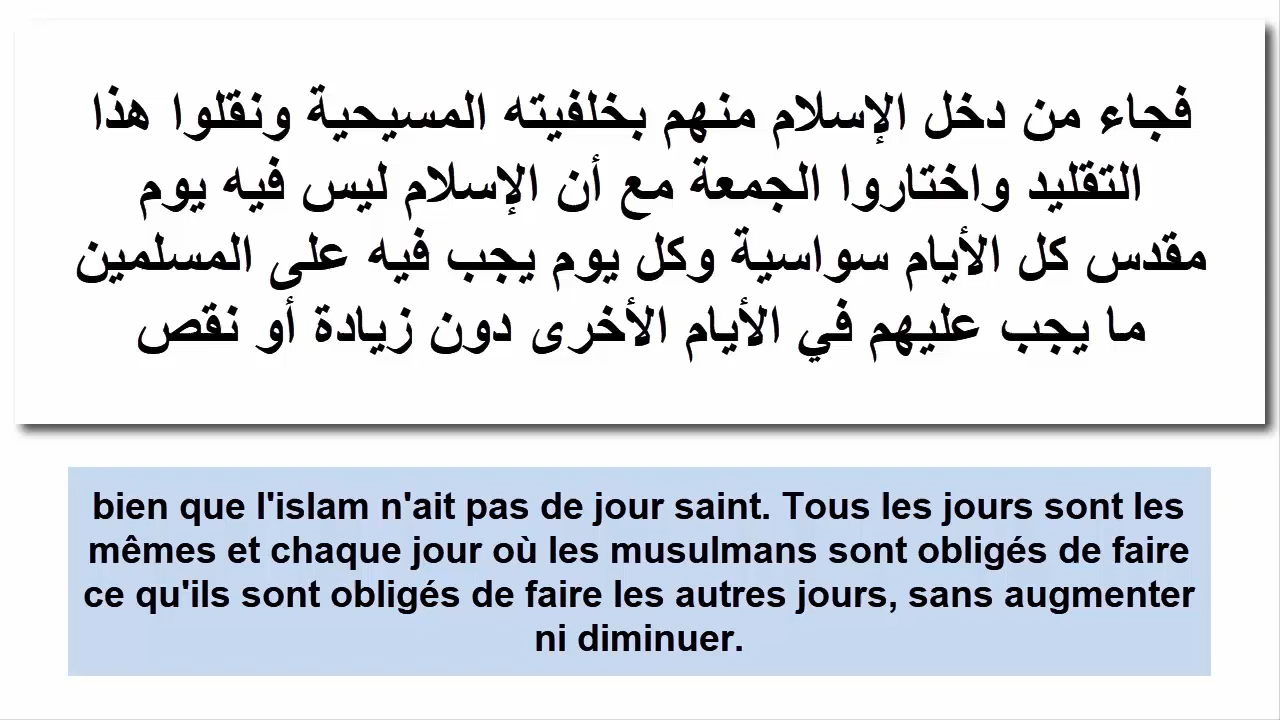 فجاء من دخل الإسلام منهم بخلفيته المسيحية ونقلوا هذا
التقليد واختاروا الجمعة مع أن الإسلام ليس فيه يوم
مقدس كل الأيام سواسية وكل يوم يجب فيه على المسلمين
ما يجب عليهم في الأيام الأخرى دون زيادة أو نقص
bien que l'islam n'ait pas de jour saint. Tous les jours sont les
mêmes et chaque jour où les musulmans sont obligés de faire
ce qu'ils sont obligés de faire les autres jours, sans augmenter
ni diminuer.